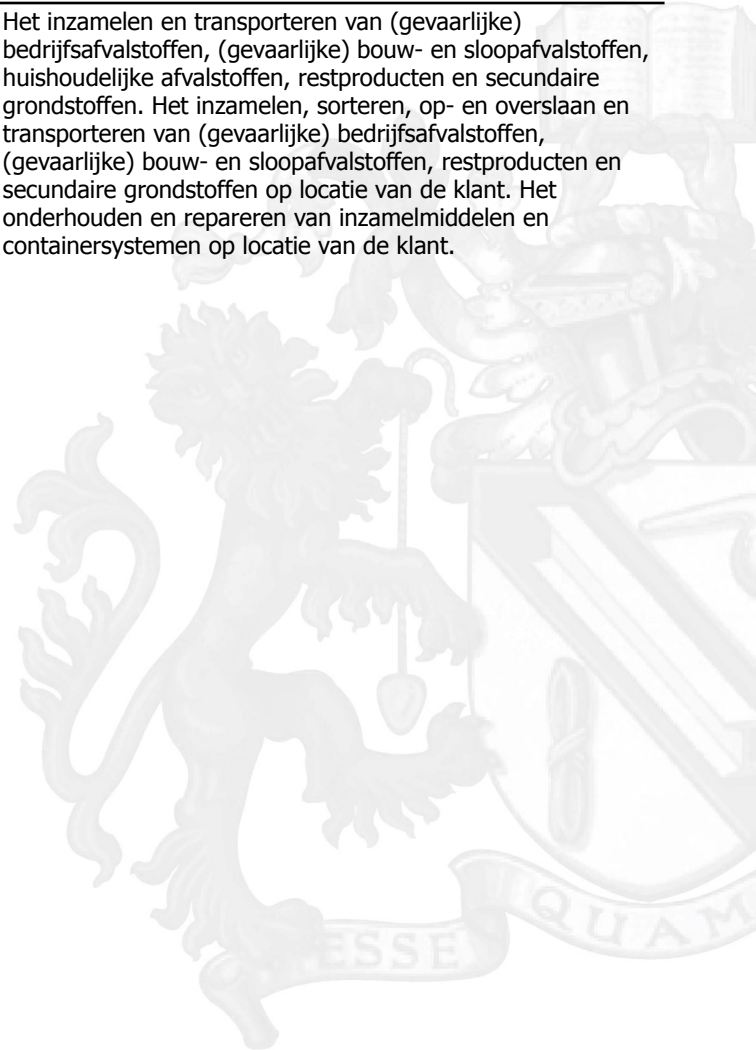 Het inzamelen en transporteren van (gevaarlijke)
bedrijfsafvalstoffen, (gevaarlijke) bouw- en sloopafvalstoffen,
huishoudelijke afvalstoffen, restproducten en secundaire
grondstoffen. Het inzamelen, sorteren, op- en overslaan en
transporteren van (gevaarlijke) bedrijfsafvalstoffen,
(gevaarlijke) bouw- en sloopafvalstoffen, restproducten en
secundaire grondstoffen op locatie van de klant. Het
onderhouden en repareren van inzamelmiddelen en
containersystemen op locatie van de klant.
ESSE QUAM